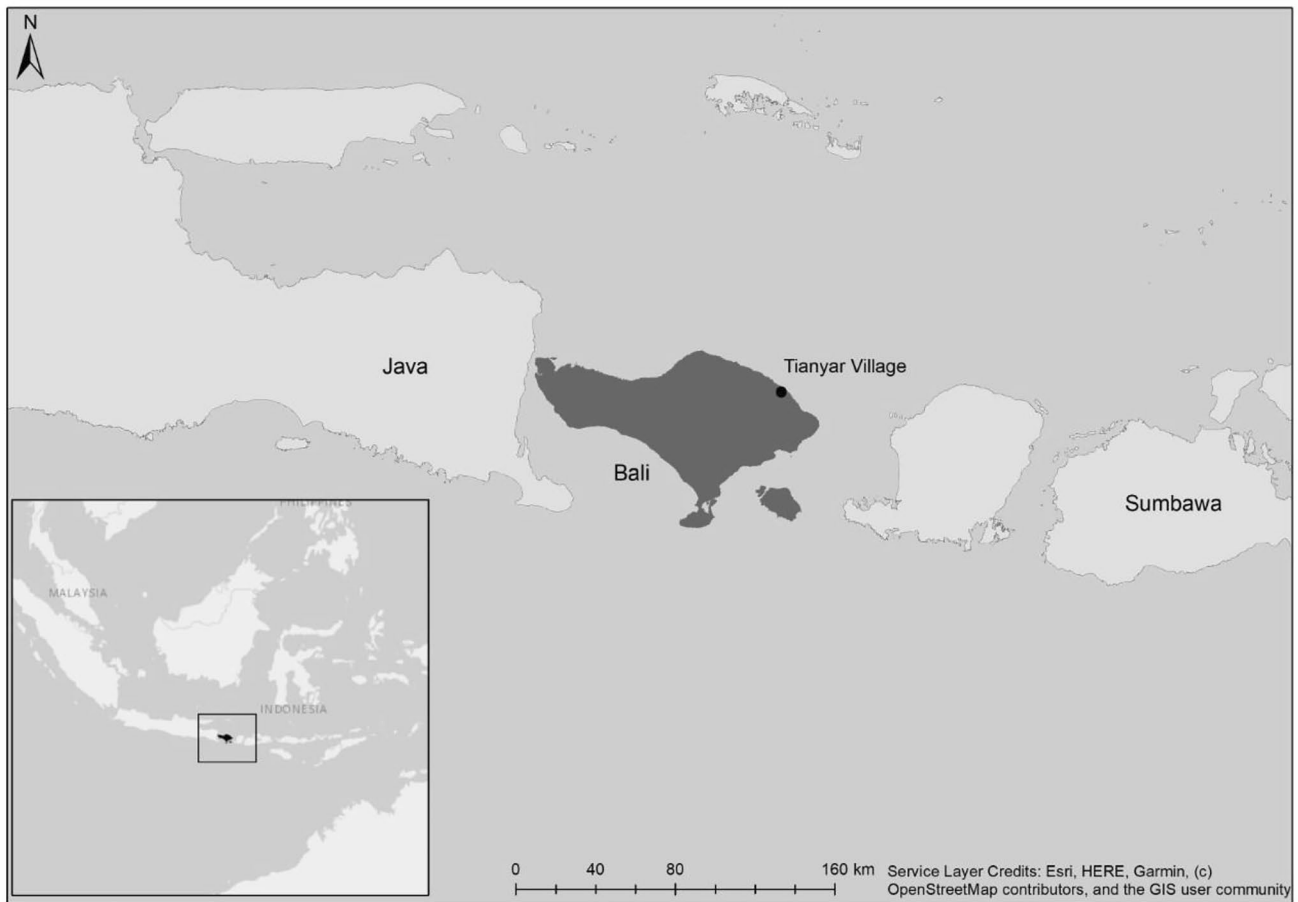 N
Tianyar Village
Java
Bali
Sumbawa
PHILIPPINES
MALAYSIA
INDONESIA
0 40 80 160 km
Service Layer Credits: Esri, HERE, Garmin, (c)
OpenStreetMap contributors, and the GIS user community